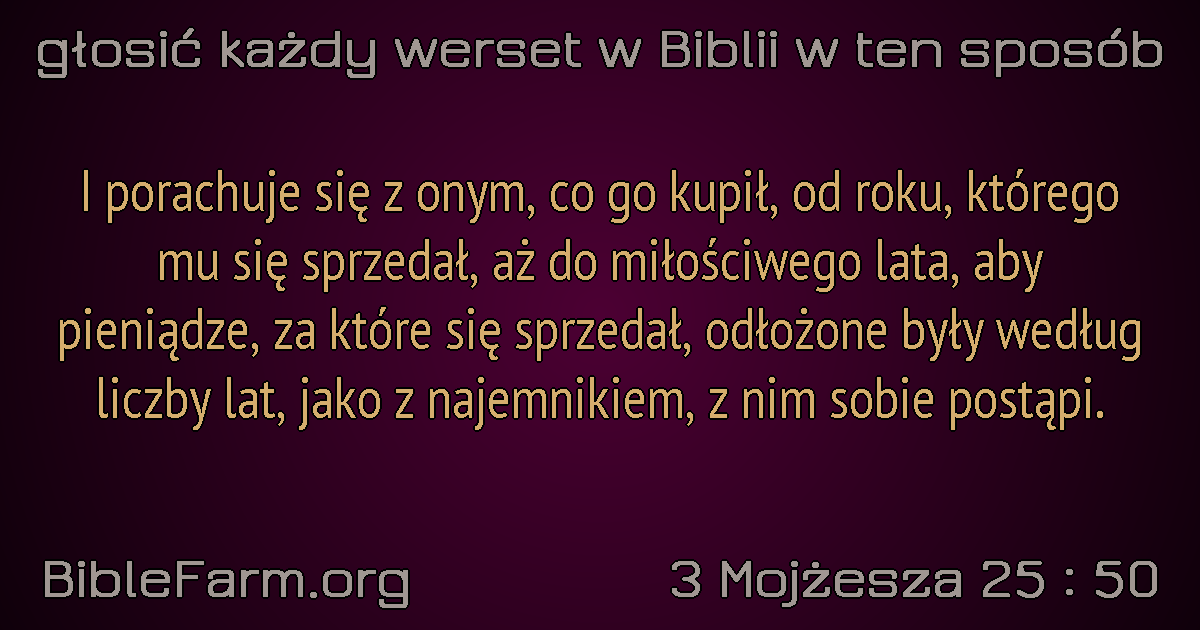 głosić każdy werset w Biblii w ten sposób
I porachuje się z onym, co go kupił, od roku, którego
mu się sprzedał, aż do miłościwego lata, aby
pieniądze, za które się sprzedał, odłożone były według
liczby lat, jako z najemnikiem, z nim sobie postąpi.
BibleFarm.org
3 Mojżesza 25 : 50